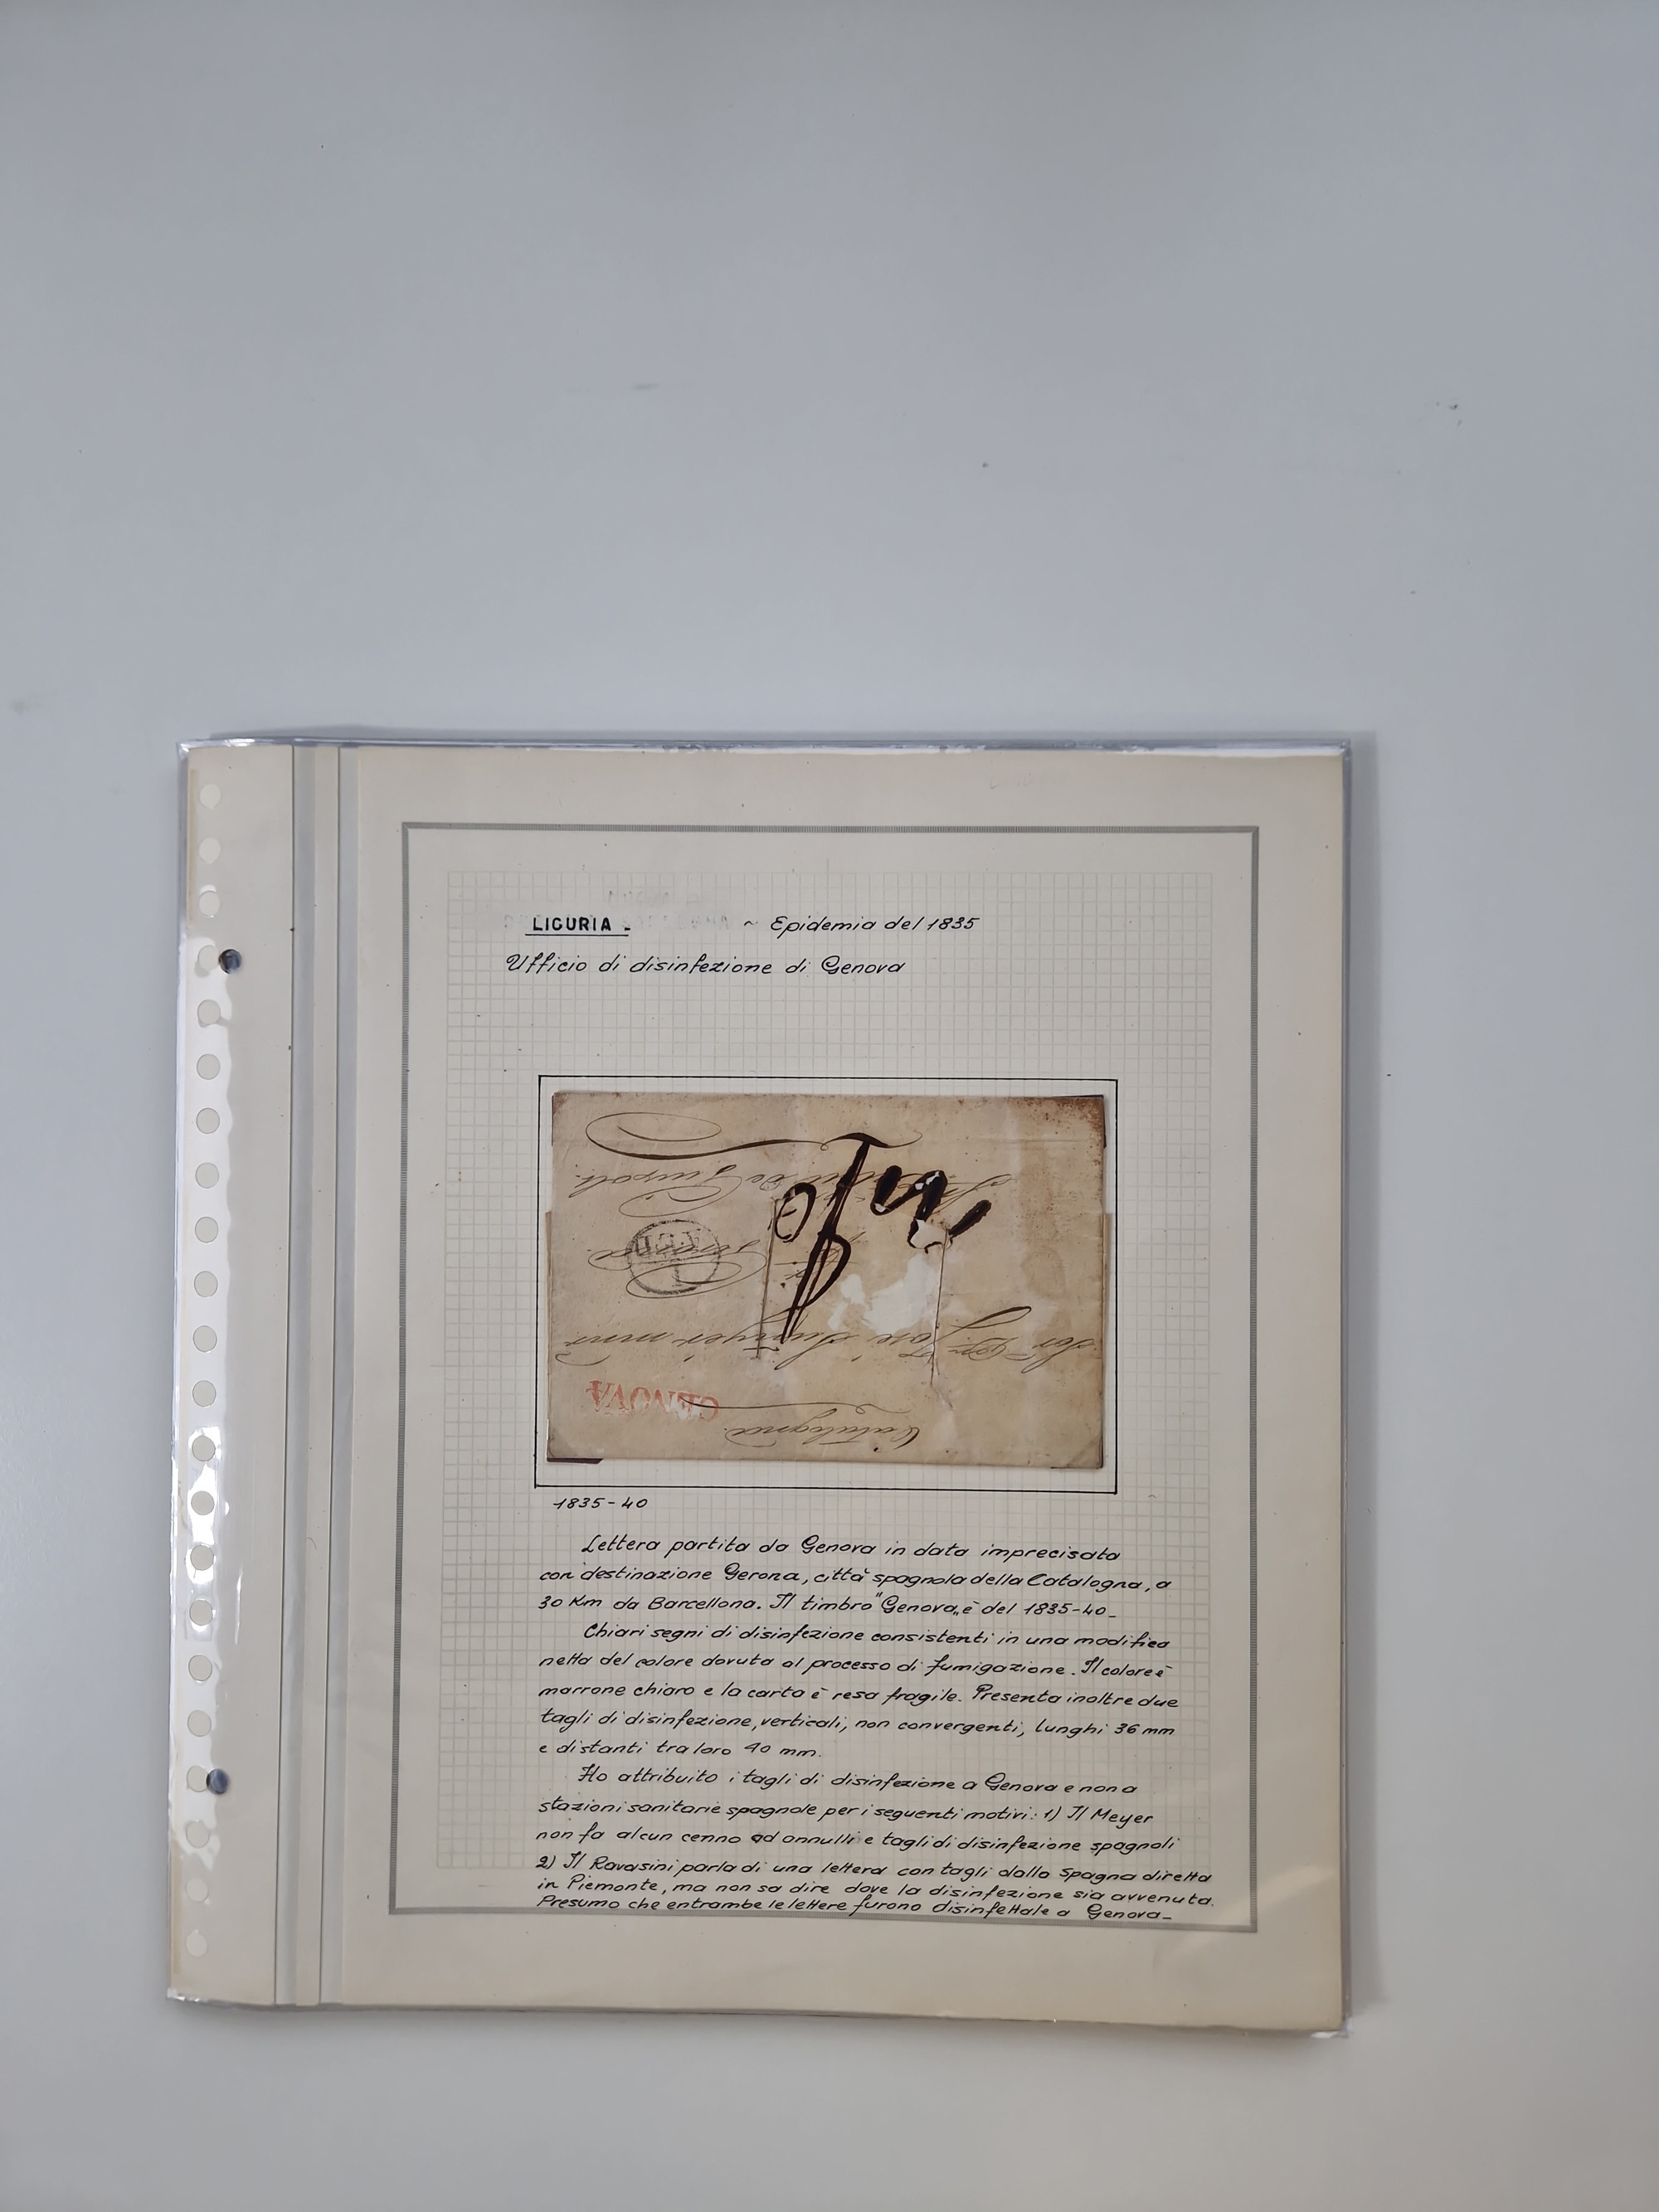 LIGURIA - ~ Epidemia del 1835
Ufficio di disinfezione di Genova
Catalogna
GENOVA
Sor Dn José Sunyer
Gerona
1835-40
Lettera partita da Genova in data imprecisata
con destinazione Gerona, città spagnola della Catalogna, a
30 Km da Barcellona. Il timbro "Genova" è del 1835-40_
Chiari segni di disinfezione consistenti in una modifica
netta del colore dovuta al processo di fumigazione. Il colore è
marrone chiaro e la carta è resa fragile. Presenta inoltre due
tagli di disinfezione, verticali, non convergenti, lunghi 36 mm
e distanti tra loro 40 mm.
Ho attribuito i tagli di disinfezione a Genova e non a
stazioni sanitarie spagnole per i seguenti motivi: 1) Il Meyer
non fa alcun cenno ad annulli e tagli di disinfezione spagnoli
2) Il Ravasini parla di una lettera con tagli dalla Spagna diretta
in Piemonte, ma non sa dire dove la disinfezione sia avvenuta.
Presumo che entrambe le lettere furono disinfettate a Genova_